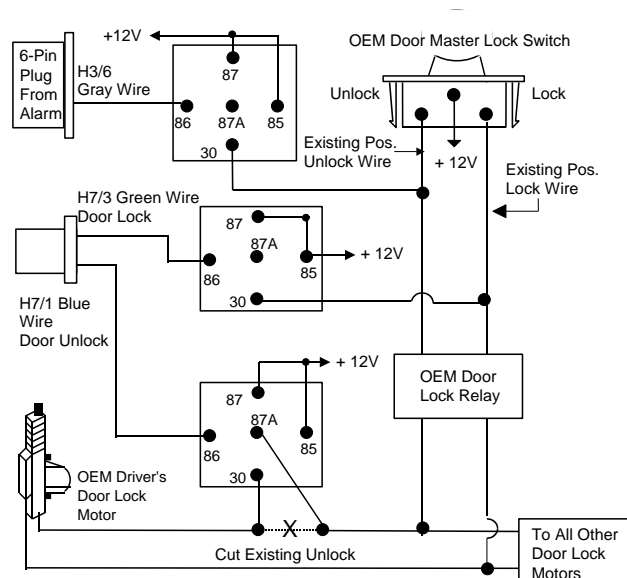 +12V
6-Pin
Plug
From
Alarm
H3/6
Gray Wire
87
86
87A
85
30
OEM Door Master Lock Switch
Unlock
Lock
Existing Pos.
Unlock Wire
+ 12V
Existing Pos.
Lock Wire
H7/3 Green Wire
Door Lock
87
87A
86
85
30
+ 12V
H7/1 Blue
Wire
Door Unlock
+ 12V
87
87A
86
85
30
OEM Door
Lock Relay
OEM Driver's
Door Lock
Motor
X
Cut Existing Unlock
To All Other
Door Lock
Motors